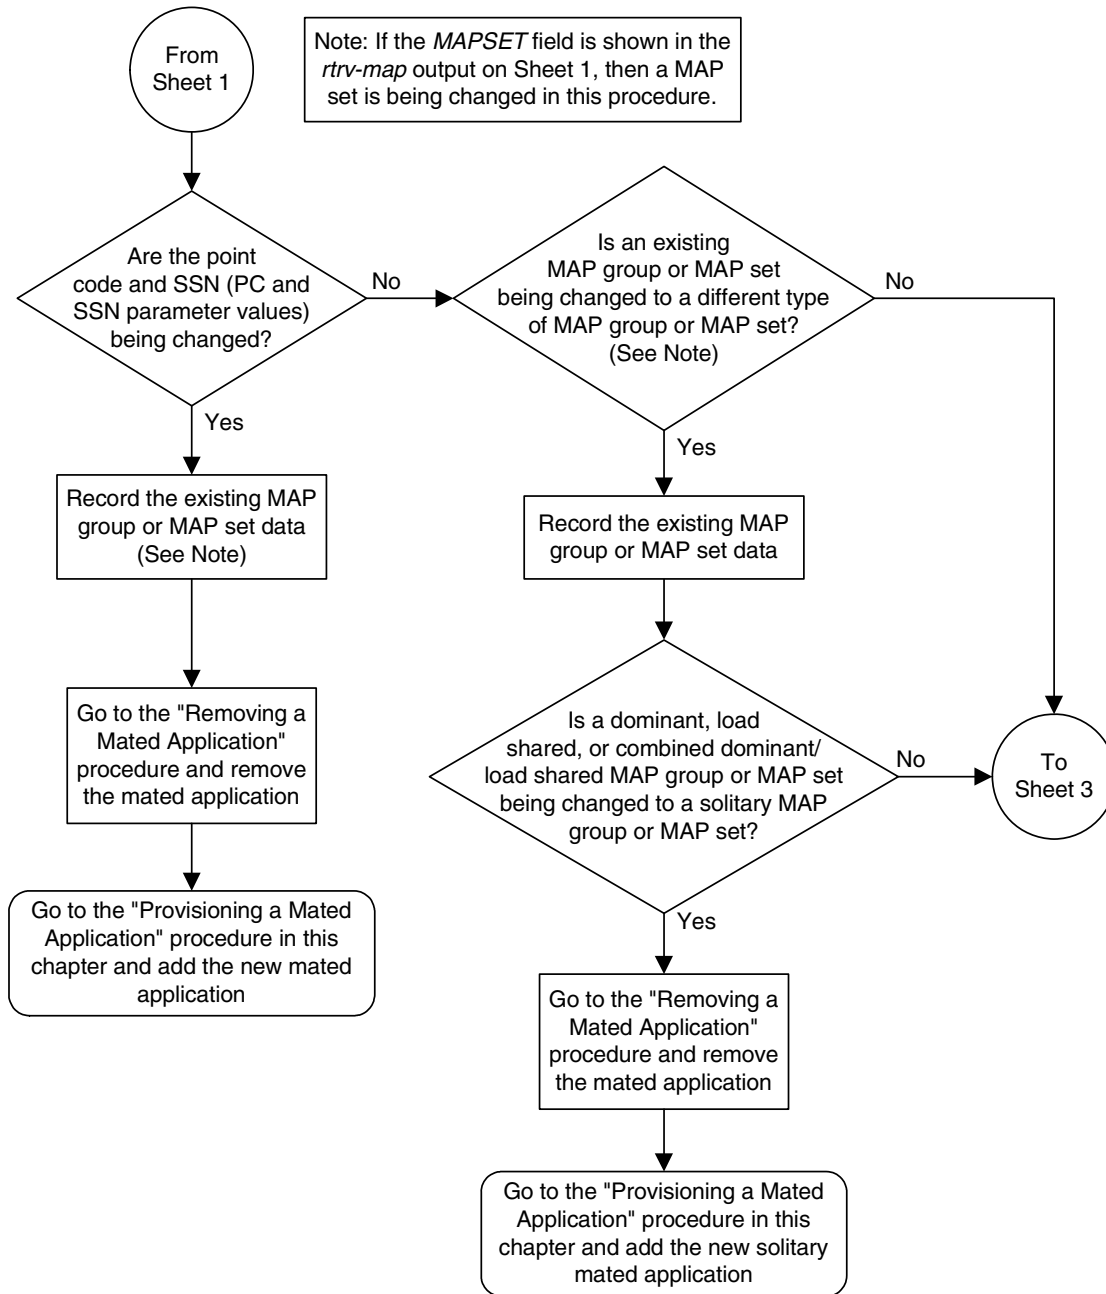 From
Sheet 1
Note: If the MAPSET field is shown in the
rtrv-map output on Sheet 1, then a MAP
set is being changed in this procedure.
Are the point
code and SSN (PC and
SSN parameter values)
being changed?
No
Yes
Is an existing
MAP group or MAP set
being changed to a different type
of MAP group or MAP set?
(See Note)
No
Yes
Record the existing MAP
group or MAP set data
(See Note)
Record the existing MAP
group or MAP set data
Go to the "Removing a
Mated Application"
procedure and remove
the mated application
Is a dominant, load
shared, or combined dominant/
load shared MAP group or MAP set
being changed to a solitary MAP
group or MAP set?
No
Yes
To
Sheet 3
Go to the "Provisioning a Mated
Application" procedure in this
chapter and add the new mated
application
Go to the "Removing a
Mated Application"
procedure and remove
the mated application
Go to the "Provisioning a Mated
Application" procedure in this
chapter and add the new solitary
mated application